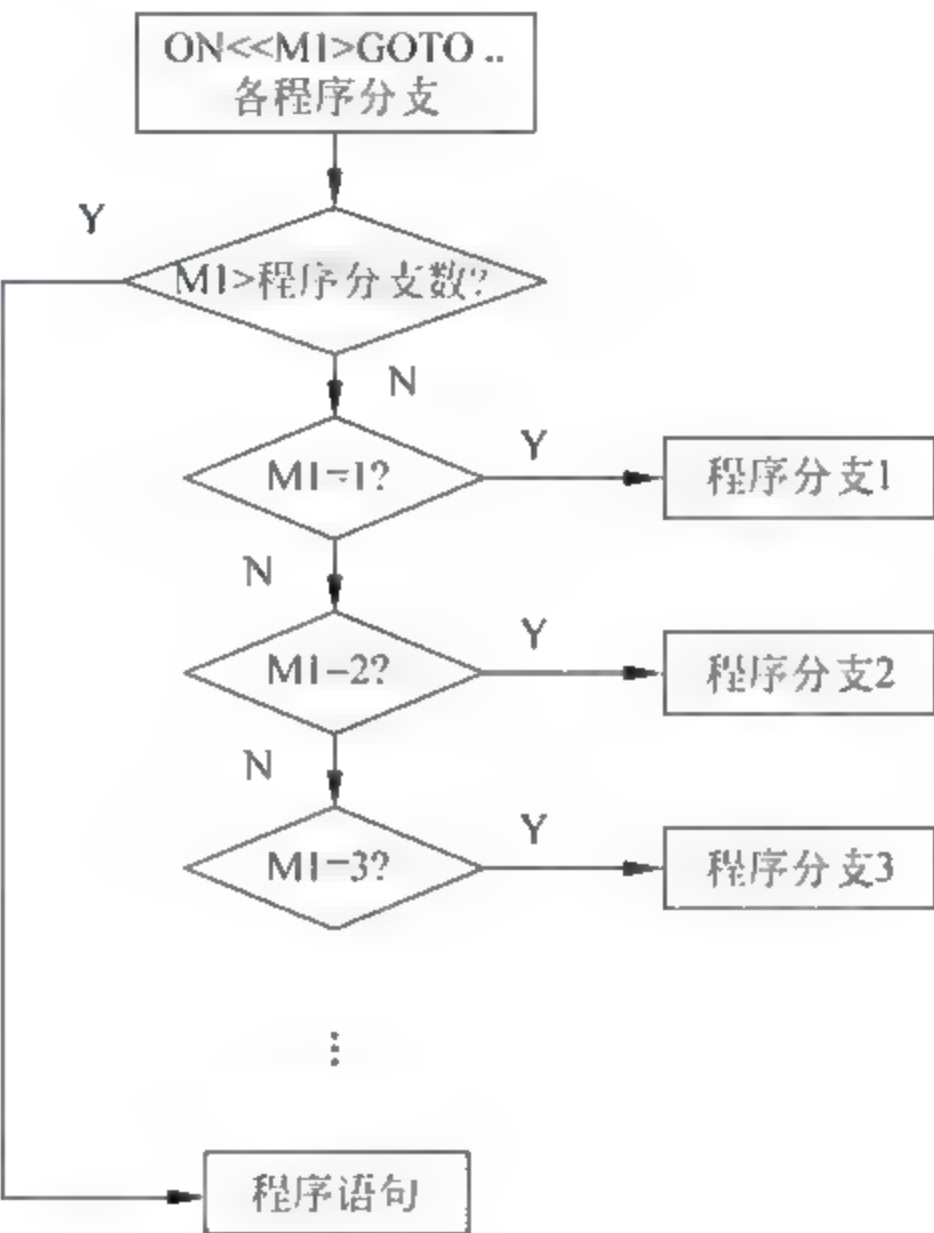 ON<<M1>GOTO ..
各程序分支
Y
M1>程序分支数?
N
M1=1?
Y
程序分支1
N
M1=2?
Y
程序分支2
N
M1=3?
Y
程序分支3
⋮
程序语句